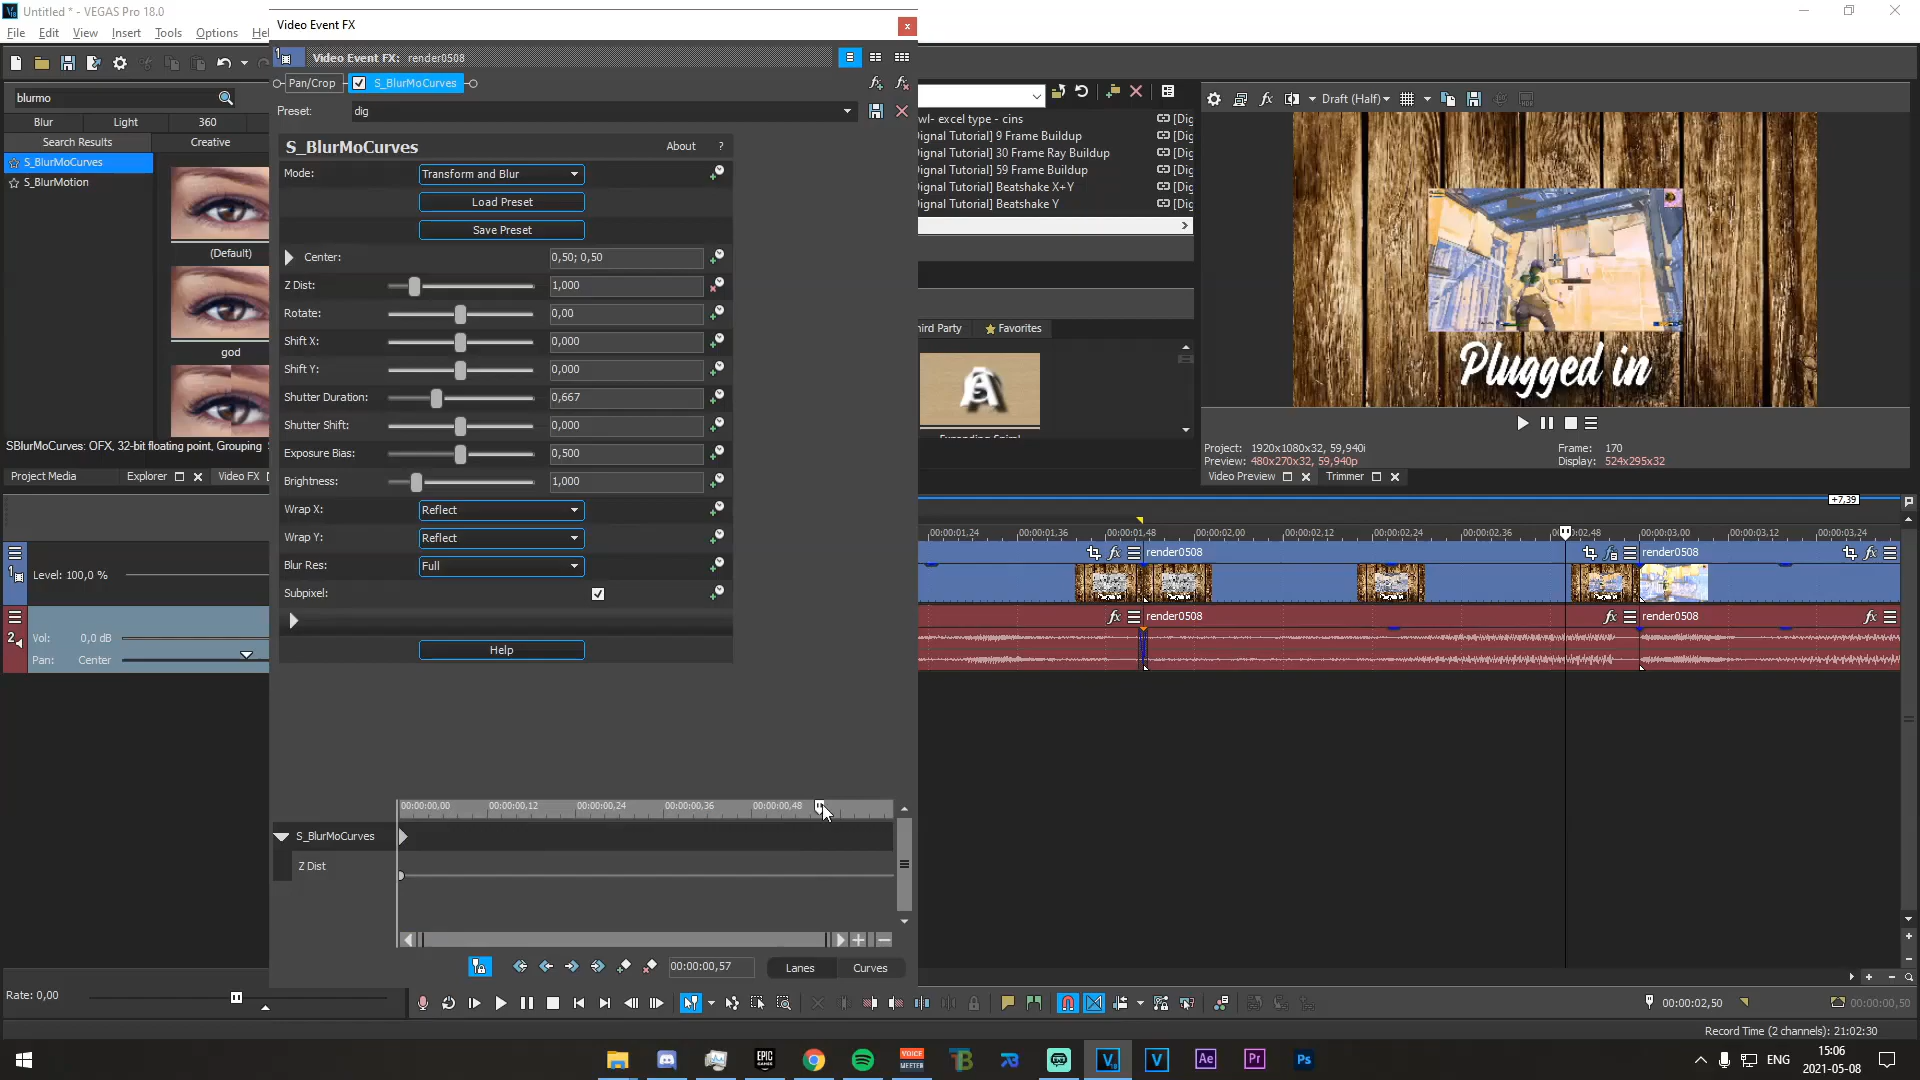 Untitled * - VEGAS Pro 18.0
File Edit View Insert Tools Options
blurmo
Blur Light 360
Search Results Creative
S_BlurMoCurves
S_BlurMotion
(Default)
god
SBlurMoCurves: OFX, 32-bit floating point, Grouping
Project Media Explorer Video FX
Level: 100,0 %
Vol: 0,0 dB
Pan: Center
Rate: 0,00
Video Event FX
Video Event FX: render0508
Pan/Crop S_BlurMoCurves
Preset: dig
S_BlurMoCurves About ?
Mode: Transform and Blur
Load Preset
Save Preset
Center: 0,50; 0,50
Z Dist: 1,000
Rotate: 0,00
Shift X: 0,000
Shift Y: 0,000
Shutter Duration: 0,667
Shutter Shift: 0,000
Exposure Bias: 0,500
Brightness: 1,000
Wrap X: Reflect
Wrap Y: Reflect
Blur Res: Full
Subpixel:
Help
00:00:00,00 00:00:00,12 00:00:00,24 00:00:00,36 00:00:00,48
S_BlurMoCurves
Z Dist
00:00:00,57 Lanes Curves
wl- excel type - cins [Dig
ignal Tutorial] 9 Frame Buildup [Dig
ignal Tutorial] 30 Frame Ray Buildup [Dig
ignal Tutorial] 59 Frame Buildup [Dig
ignal Tutorial] Beatshake X+Y [Dig
ignal Tutorial] Beatshake Y [Dig
hird Party Favorites
Draft (Half)
Plugged in
Project: 1920x1080x32, 59,940i Frame: 170
Preview: 480x270x32, 59,940p Display: 524x295x32
Video Preview Trimmer
+7,39
00:00:01,24 00:00:01,36 00:00:01,48 00:00:02,00 00:00:02,12 00:00:02,24 00:00:02,36 00:00:03,00 00:00:03,12 00:00:03,24
render0508 render0508
render0508 render0508
00:00:02,50 00:00:00,50
Record Time (2 channels): 21:02:30
EPIC GAMES VOICE MEETER Ae Pr Ps
ENG 15:06
2021-05-08